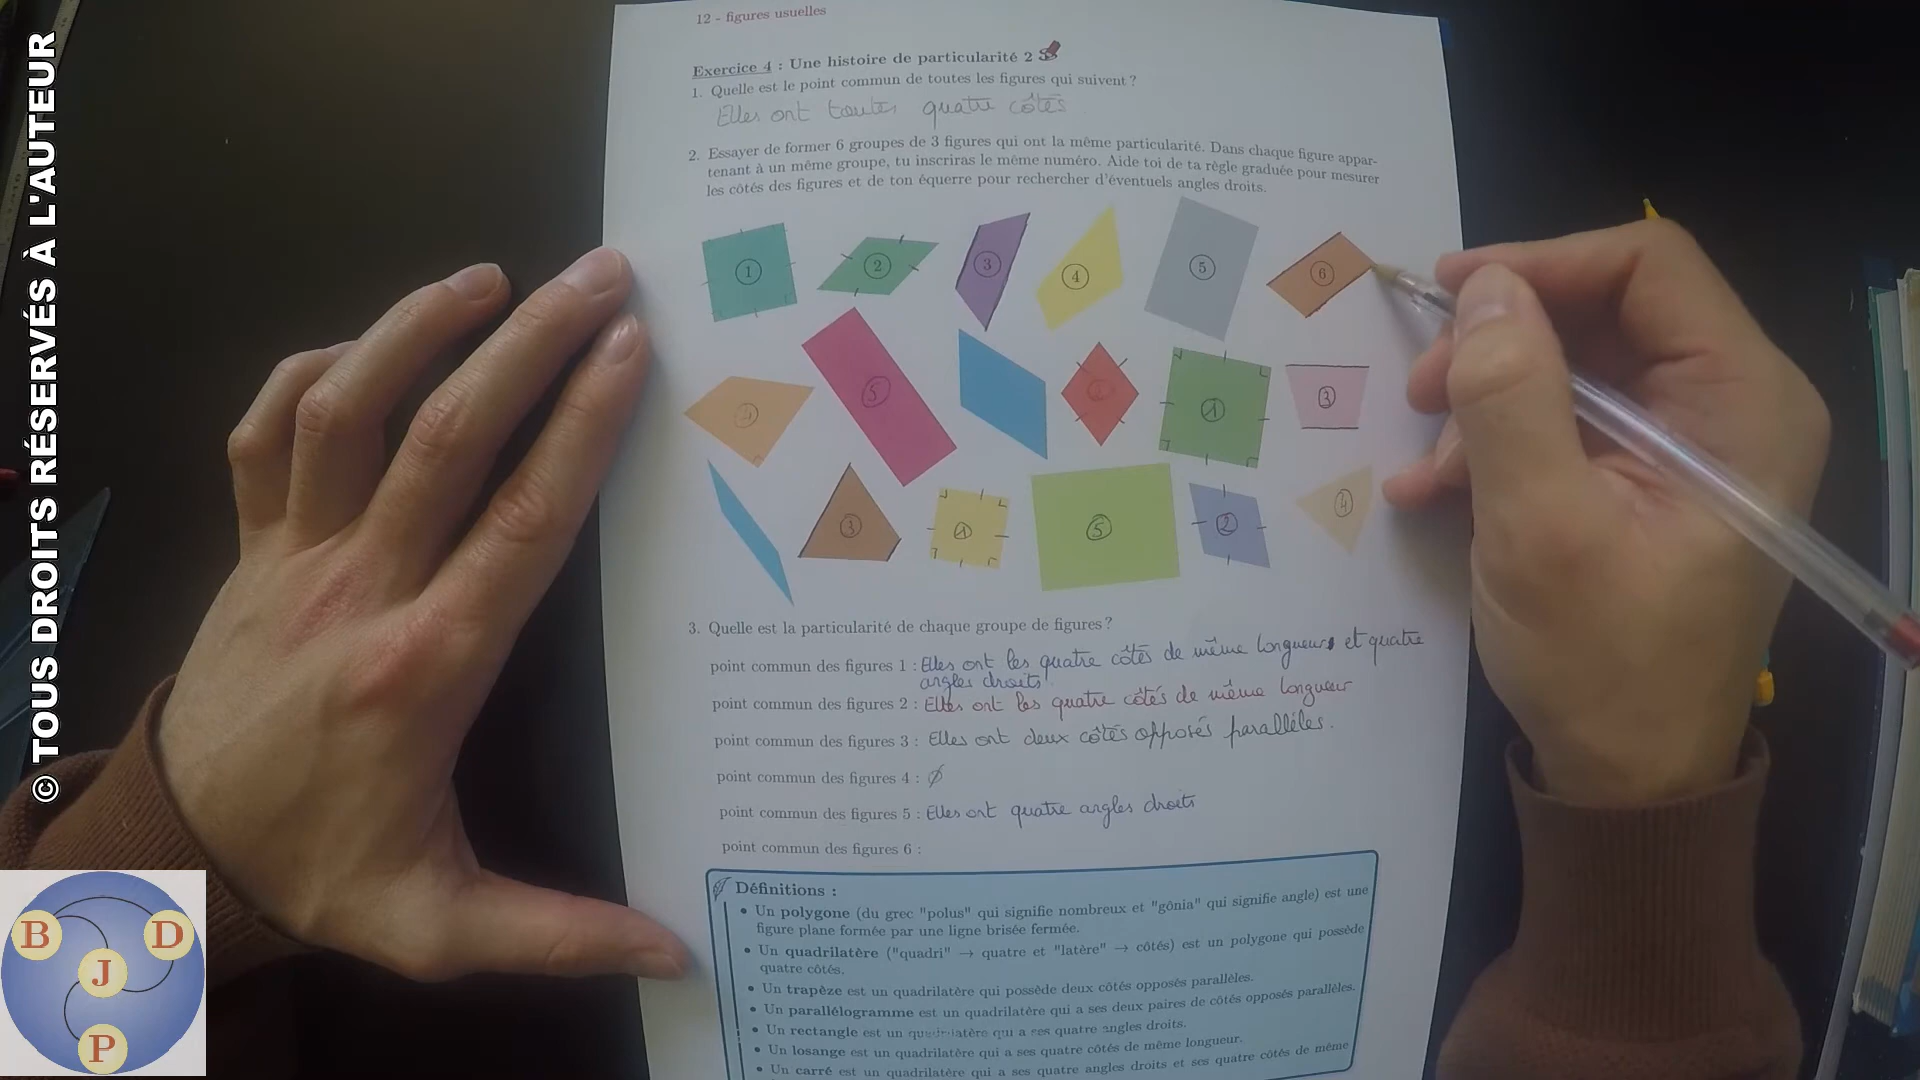 © TOUS DROITS RÉSERVÉS À L'AUTEUR
12 - figures usuelles
Exercice 4 : Une histoire de particularité 2
1. Quelle est le point commun de toutes les figures qui suivent ?
Elles ont toutes quatre côtés
2. Essayer de former 6 groupes de 3 figures qui ont la même particularité. Dans chaque figure appar-
tenant à un même groupe, tu inscriras le même numéro. Aide toi de ta règle graduée pour mesurer
les côtés des figures et de ton équerre pour rechercher d'éventuels angles droits.
1 2 3 4 5 6
4 5 1 3
3 1 5 2 4
3. Quelle est la particularité de chaque groupe de figures ?
point commun des figures 1 : Elles ont les quatre côtés de même longueurs et quatre
angles droits
point commun des figures 2 : Elles ont les quatre côtés de même longueur
point commun des figures 3 : Elles ont deux côtés opposés parallèles.
point commun des figures 4 : ∅
point commun des figures 5 : Elles ont quatre angles droits
point commun des figures 6 :
Définitions :
• Un polygone (du grec "polus" qui signifie nombreux et "gônia" qui signifie angle) est une
figure plane formée par une ligne brisée fermée.
• Un quadrilatère ("quadri" → quatre et "latère" → côtés) est un polygone qui possède
quatre côtés.
• Un trapèze est un quadrilatère qui possède deux côtés opposés parallèles.
• Un parallélogramme est un quadrilatère qui a ses deux paires de côtés opposés parallèles.
• Un rectangle est un quadrilatère qui a ses quatre angles droits.
• Un losange est un quadrilatère qui a ses quatre côtés de même longueur.
• Un carré est un quadrilatère qui a ses quatre angles droits et ses quatre côtés de même
B D
J
P